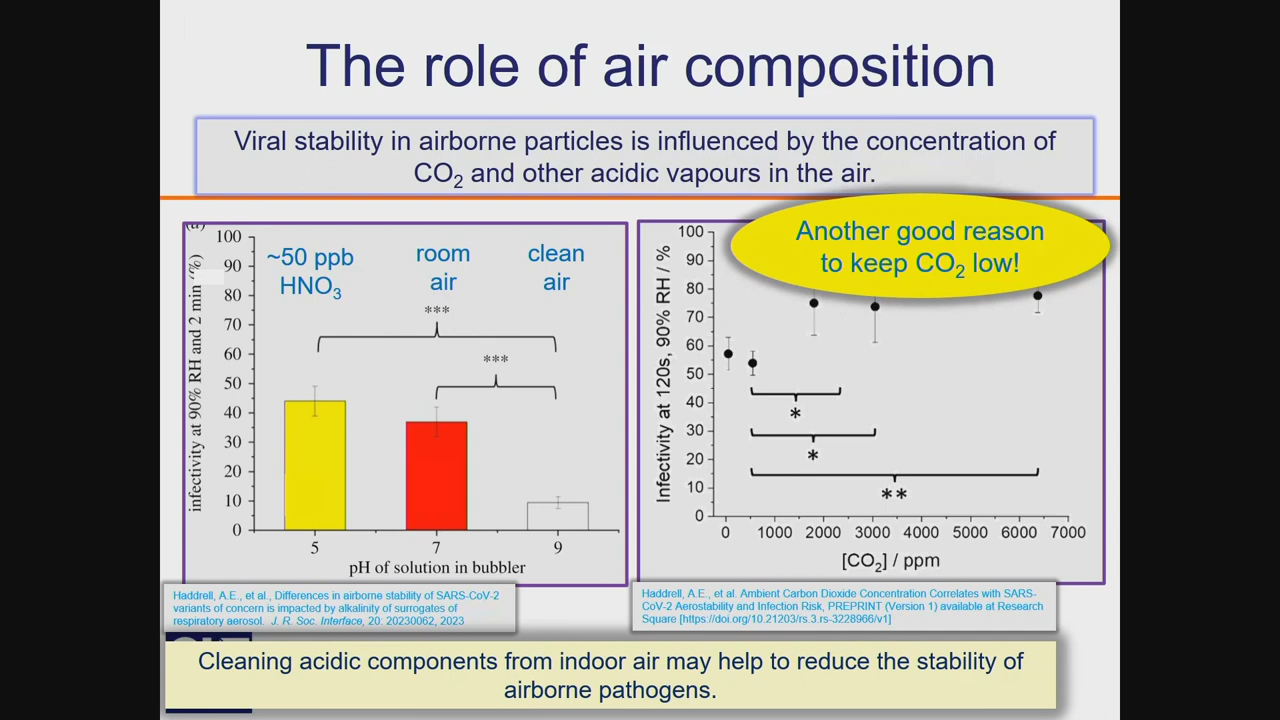 The role of air composition
Viral stability in airborne particles is influenced by the concentration of
CO2 and other acidic vapours in the air.
Another good reason
to keep CO2 low!
~50 ppb
HNO3
room
air
clean
air
***
***
infectivity at 90% RH and 2 min (%)
100
90
80
70
60
50
40
30
20
10
0
5
7
9
pH of solution in bubbler
Infectivity at 120s, 90% RH / %
100
90
80
70
60
50
40
30
20
10
0
*
*
**
0
1000
2000
3000
4000
5000
6000
7000
[CO2] / ppm
Haddrell, A.E., et al., Differences in airborne stability of SARS-CoV-2
variants of concern is impacted by alkalinity of surrogates of
respiratory aerosol. J. R. Soc. Interface, 20: 20230062, 2023
Haddrell, A.E., et al. Ambient Carbon Dioxide Concentration Correlates with SARS-
CoV-2 Aerostability and Infection Risk, PREPRINT (Version 1) available at Research
Square [https://doi.org/10.21203/rs.3.rs-3228966/v1]
Cleaning acidic components from indoor air may help to reduce the stability of
airborne pathogens.